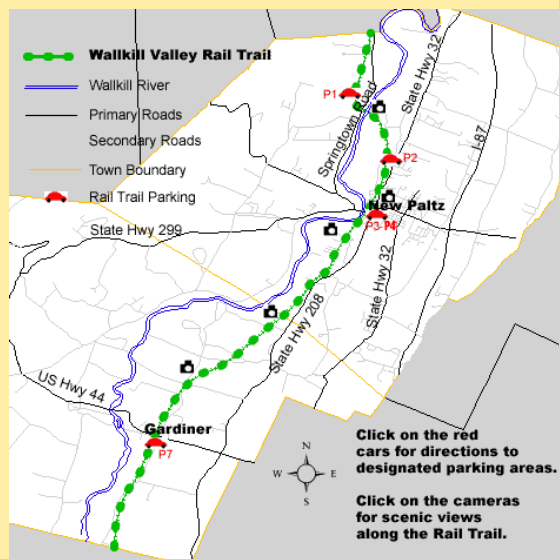 Wallkill Valley Rail Trail
Wallkill River
Primary Roads
Secondary Roads
Town Boundary
Rail Trail Parking
P1
Springtown Road
State Hwy 32
I-87
P2
New Paltz
State Hwy 299
State Hwy 208
State Hwy 32
US Hwy 44
Gardiner
P7
N
W
E
S
Click on the red
cars for directions to
designated parking areas.
Click on the cameras
for scenic views
along the Rail Trail.